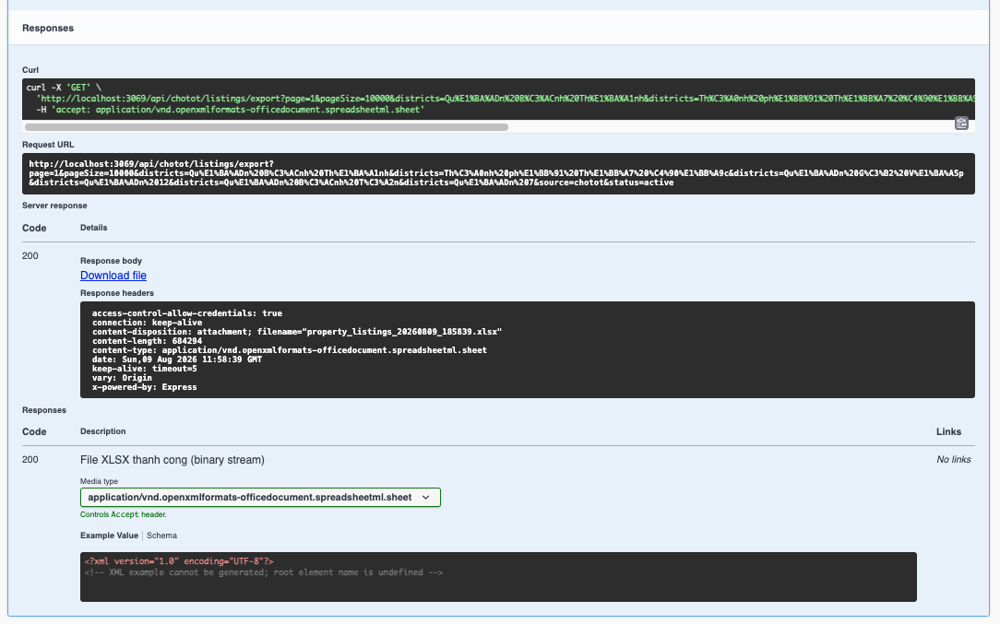 Responses
Curl
curl -X 'GET' \
'http://localhost:3069/api/chotot/listings/export?page=1&pageSize=10000&districts=Qu%E1%BA%ADn%20B%C3%ACnh%20Th%E1%BA%A1nh&districts=Th%C3%A0nh%20ph%E1%BB%91%20Th%E1%BB%A7%20%C4%90%E1%BB%A9
-H 'accept: application/vnd.openxmlformats-officedocument.spreadsheetml.sheet'
Request URL
http://localhost:3069/api/chotot/listings/export?
page=1&pageSize=10000&districts=Qu%E1%BA%ADn%20B%C3%ACnh%20Th%E1%BA%A1nh&districts=Th%C3%A0nh%20ph%E1%BB%91%20Th%E1%BB%A7%20%C4%90%E1%BB%A9c&districts=Qu%E1%BA%ADn%20G%C3%B2%20V%E1%BA%A5p
&districts=Qu%E1%BA%ADn%2012&districts=Qu%E1%BA%ADn%20B%C3%ACnh%20T%C3%A2n&districts=Qu%E1%BA%ADn%207&source=chotot&status=active
Server response
Code Details
200
Response body
Download file
Response headers
access-control-allow-credentials: true
connection: keep-alive
content-disposition: attachment; filename="property_listings_20260809_185839.xlsx"
content-length: 684294
content-type: application/vnd.openxmlformats-officedocument.spreadsheetml.sheet
date: Sun,09 Aug 2026 11:58:39 GMT
keep-alive: timeout=5
vary: Origin
x-powered-by: Express
Responses
Code Description Links
200 File XLSX thanh cong (binary stream) No links
Media type
application/vnd.openxmlformats-officedocument.spreadsheetml.sheet
Controls Accept header.
Example Value Schema
<?xml version="1.0" encoding="UTF-8"?>
<!-- XML example cannot be generated; root element name is undefined -->